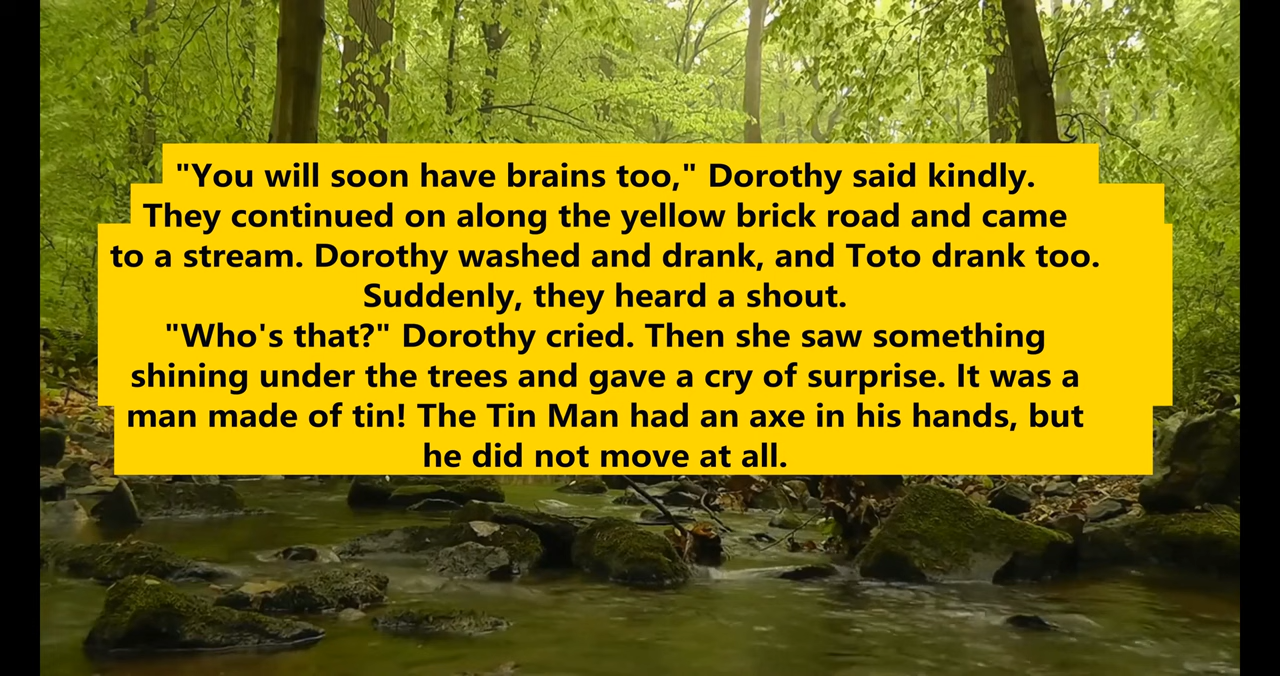 "You will soon have brains too," Dorothy said kindly.
They continued on along the yellow brick road and came
to a stream. Dorothy washed and drank, and Toto drank too.
Suddenly, they heard a shout.
"Who's that?" Dorothy cried. Then she saw something
shining under the trees and gave a cry of surprise. It was a
man made of tin! The Tin Man had an axe in his hands, but
he did not move at all.